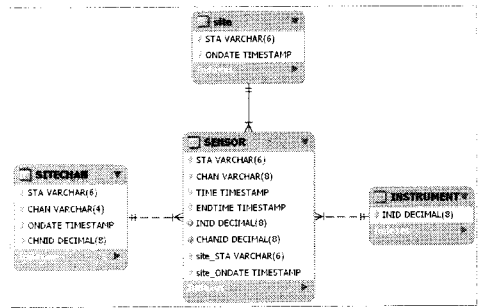 site
STA VARCHAR(6)
ONDATE TIMESTAMP
SENSOR
STA VARCHAR(6)
CHAN VARCHAR(8)
TIME TIMESTAMP
ENDTIME TIMESTAMP
INID DECIMAL(8)
CHANID DECIMAL(8)
site_STA VARCHAR(6)
site_ONDATE TIMESTAMP
SITECHAN
STA VARCHAR(6)
CHAN VARCHAR(4)
ONDATE TIMESTAMP
CHNID DECIMAL(8)
INSTRUMENT
INID DECIMAL(8)